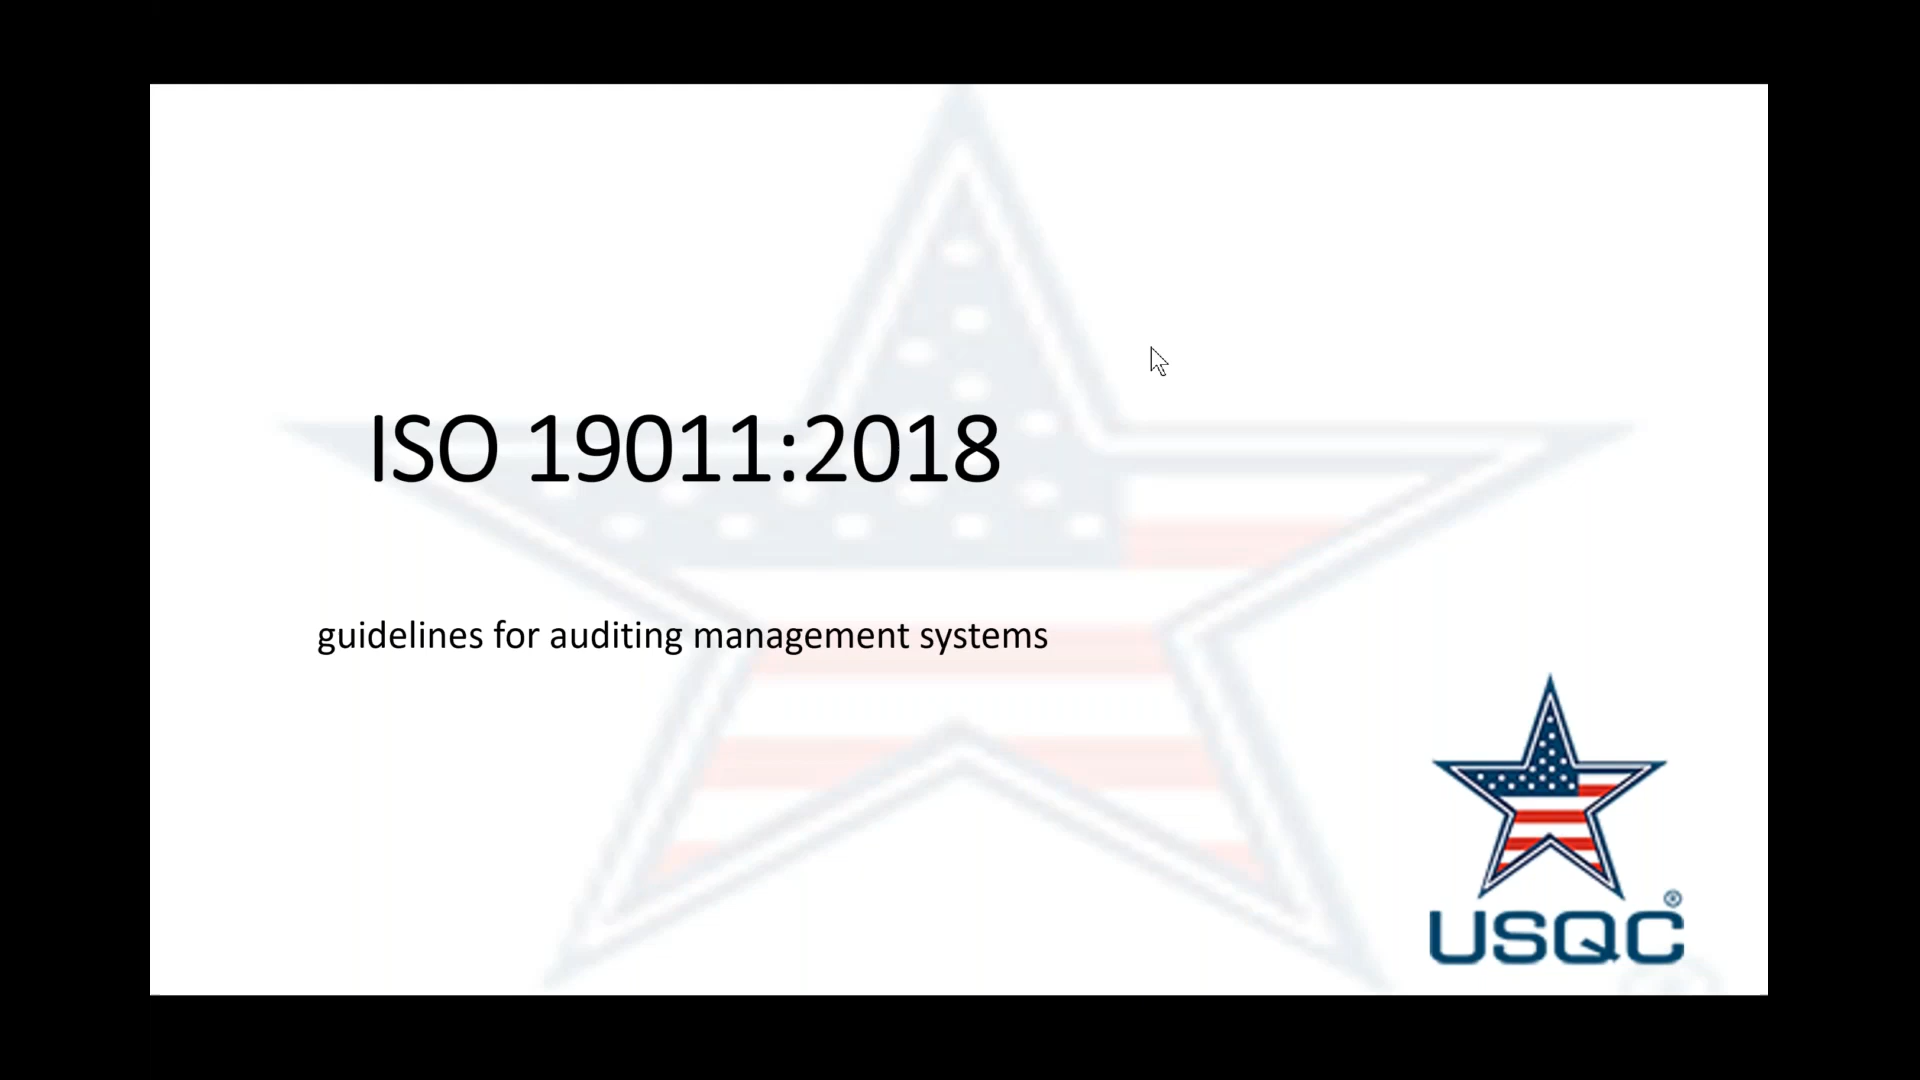 ISO 19011:2018
guidelines for auditing management systems
®
USQC